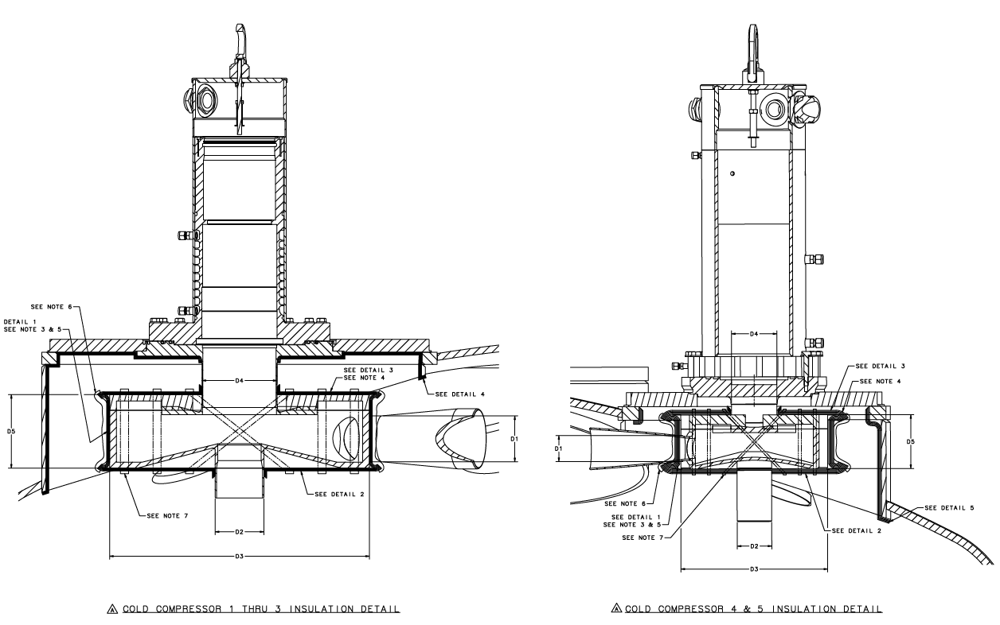 SEE NOTE 6
DETAIL 1
SEE NOTE 3 & 5
D4
SEE DETAIL 3
SEE NOTE 4
SEE DETAIL 4
D5
D1
SEE DETAIL 2
SEE NOTE 7
D2
D3
A COLD COMPRESSOR 1 THRU 3 INSULATION DETAIL
D4
SEE DETAIL 3
SEE NOTE 4
D1
D5
SEE NOTE 6
SEE DETAIL 1
SEE NOTE 3 & 5
SEE NOTE 7
SEE DETAIL 5
SEE DETAIL 2
D2
D3
A COLD COMPRESSOR 4 & 5 INSULATION DETAIL